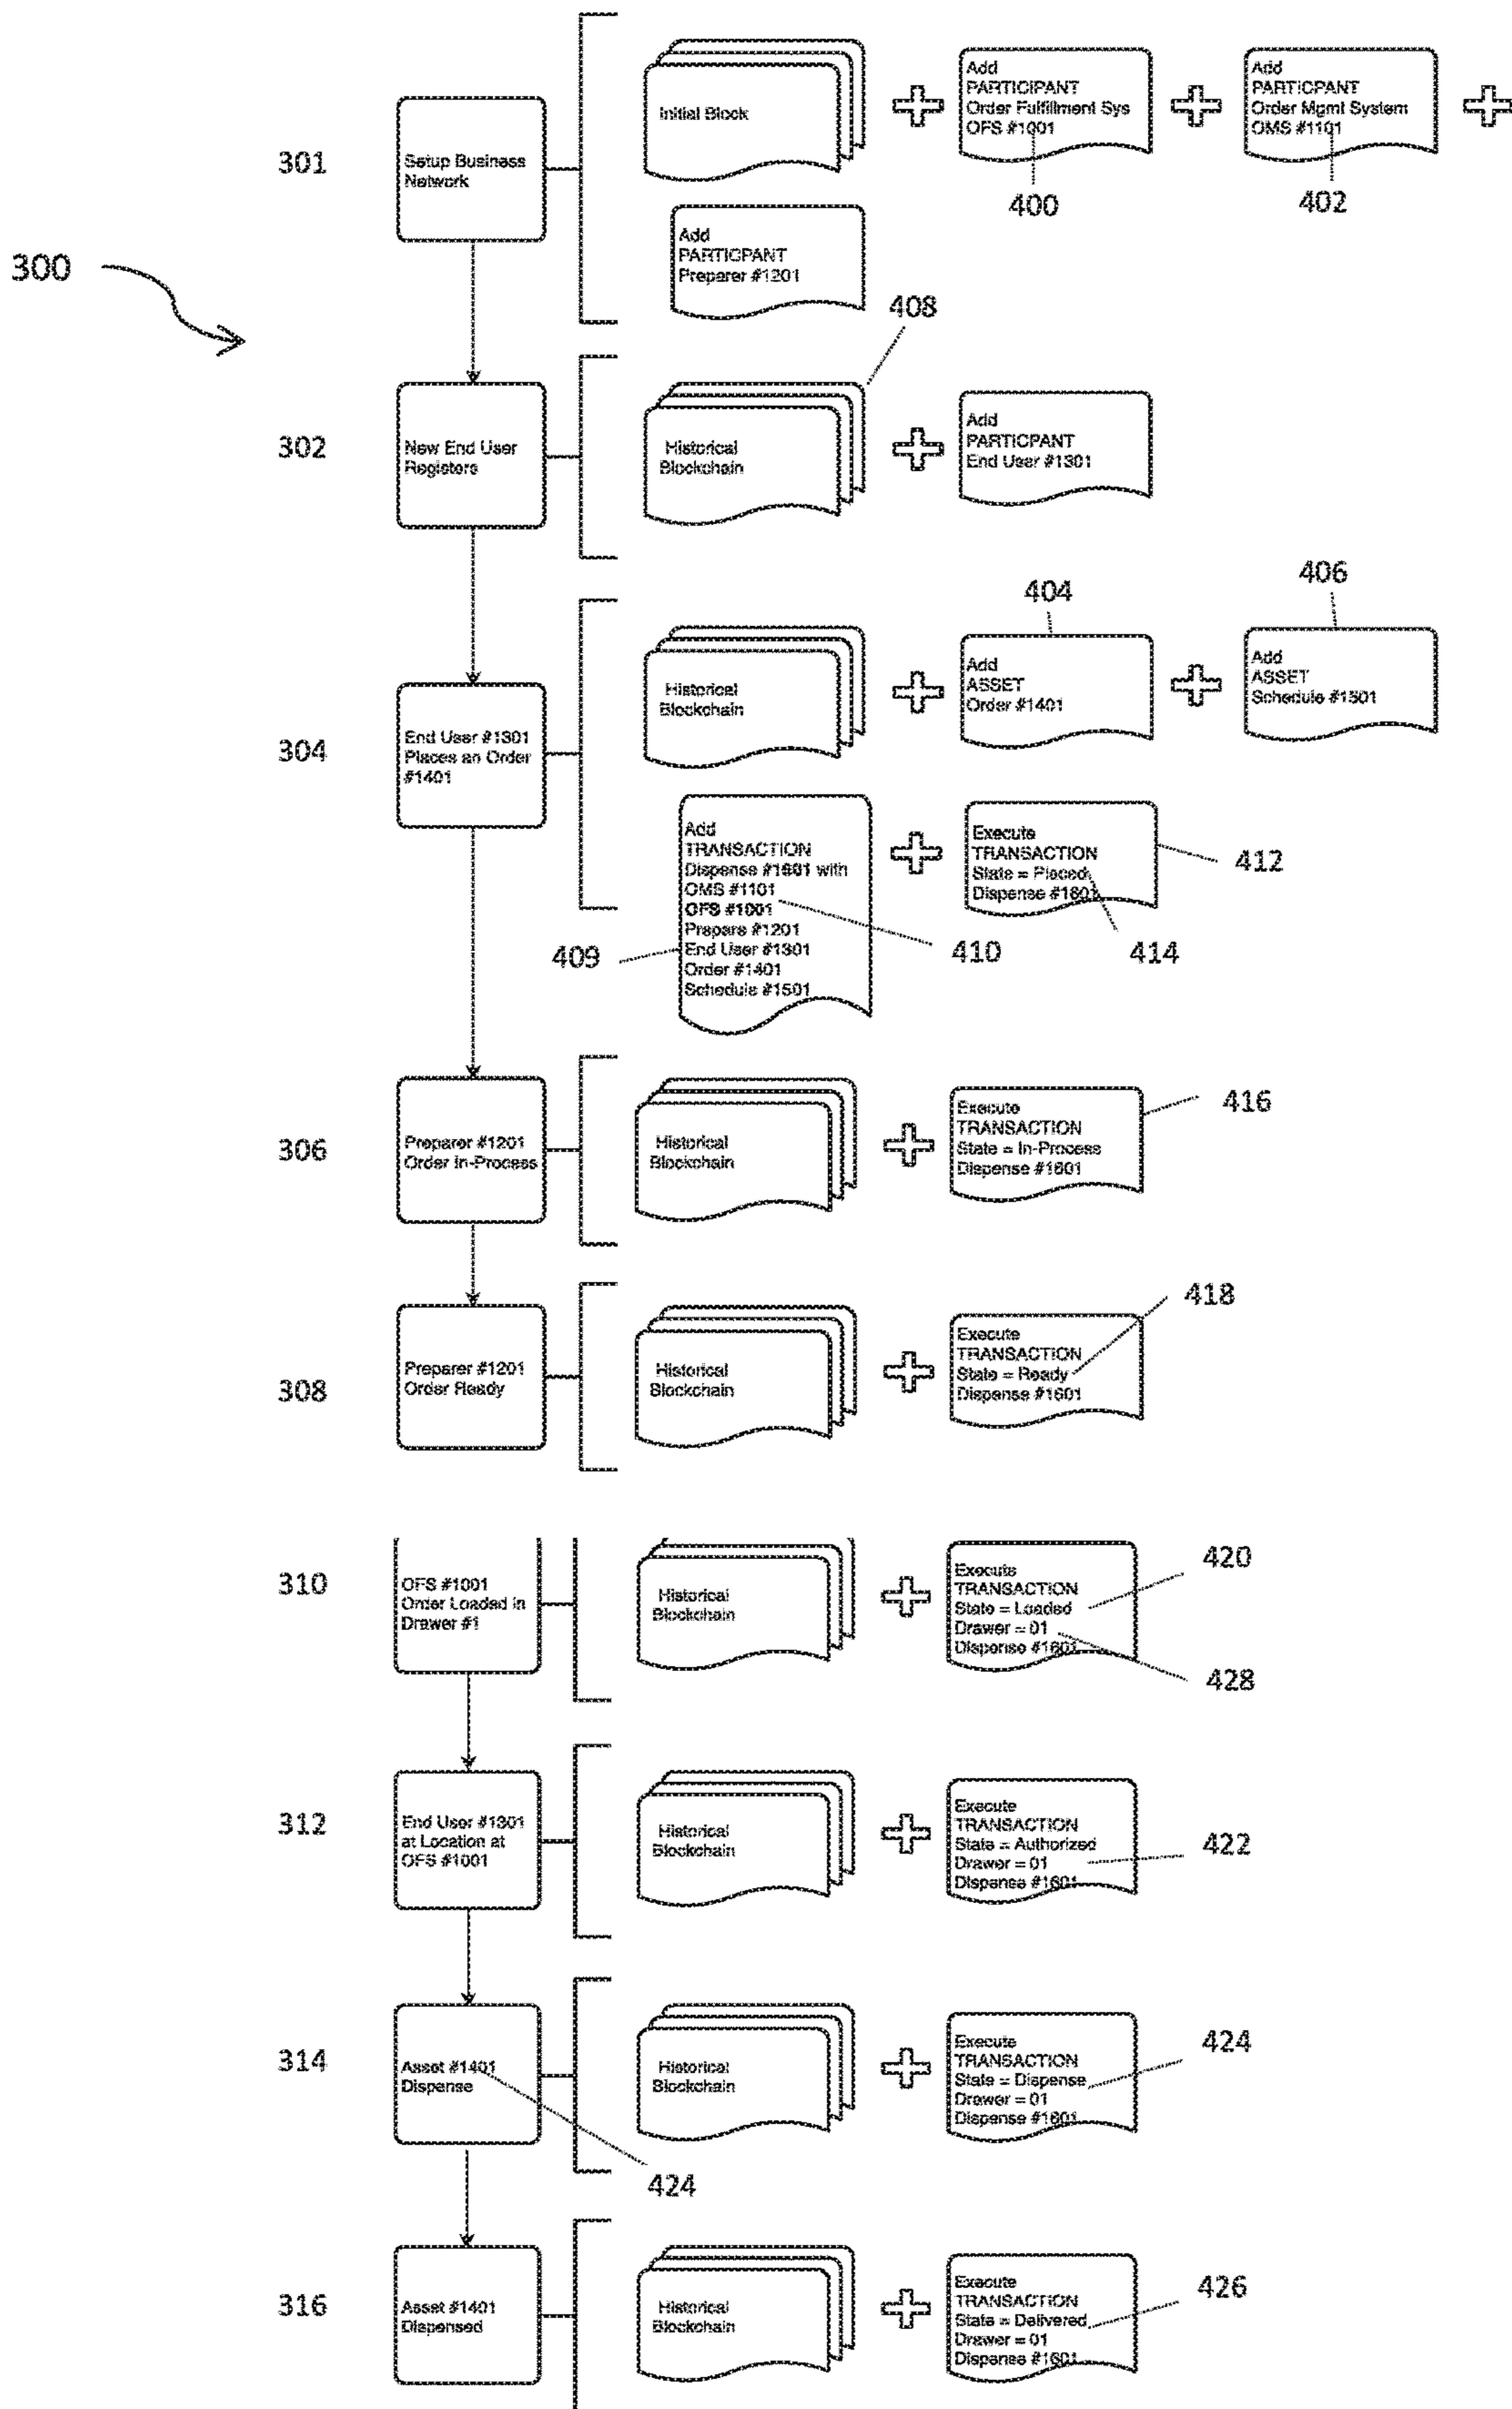 301
Setup Business
Network
Initial Block
Add
PARTICIPANT
Order Fulfillment Sys
OFS #1001
400
Add
PARTICPANT
Order Mgmt System
OMS #1101
402
Add
PARTICPANT
Preparer #1201
300
302
New End User
Registers
Historical
Blockchain
408
Add
PARTICPANT
End User #1301
304
End User #1301
Places an Order
#1401
Historical
Blockchain
404
Add
ASSET
Order #1401
406
Add
ASSET
Schedule #1501
Add
TRANSACTION
Dispense #1601 with
OMS #1101
OFS #1001
Prepare #1201
End User #1301
Order #1401
Schedule #1501
409
410
Execute
TRANSACTION
State = Placed
Dispense #1601
412
414
306
Preparer #1201
Order In-Process
Historical
Blockchain
Execute
TRANSACTION
State = In-Process
Dispense #1601
416
308
Preparer #1201
Order Ready
Historical
Blockchain
Execute
TRANSACTION
State = Ready
Dispense #1601
418
310
OFS #1001
Order Loaded in
Drawer #1
Historical
Blockchain
Execute
TRANSACTION
State = Loaded
Drawer = 01
Dispense #1601
420
428
312
End User #1301
at Location at
OFS #1001
Historical
Blockchain
Execute
TRANSACTION
State = Authorized
Drawer = 01
Dispense #1601
422
314
Asset #1401
Dispense
424
Historical
Blockchain
Execute
TRANSACTION
State = Dispense
Drawer = 01
Dispense #1601
424
316
Asset #1401
Dispensed
Historical
Blockchain
Execute
TRANSACTION
State = Delivered
Drawer = 01
Dispense #1601
426